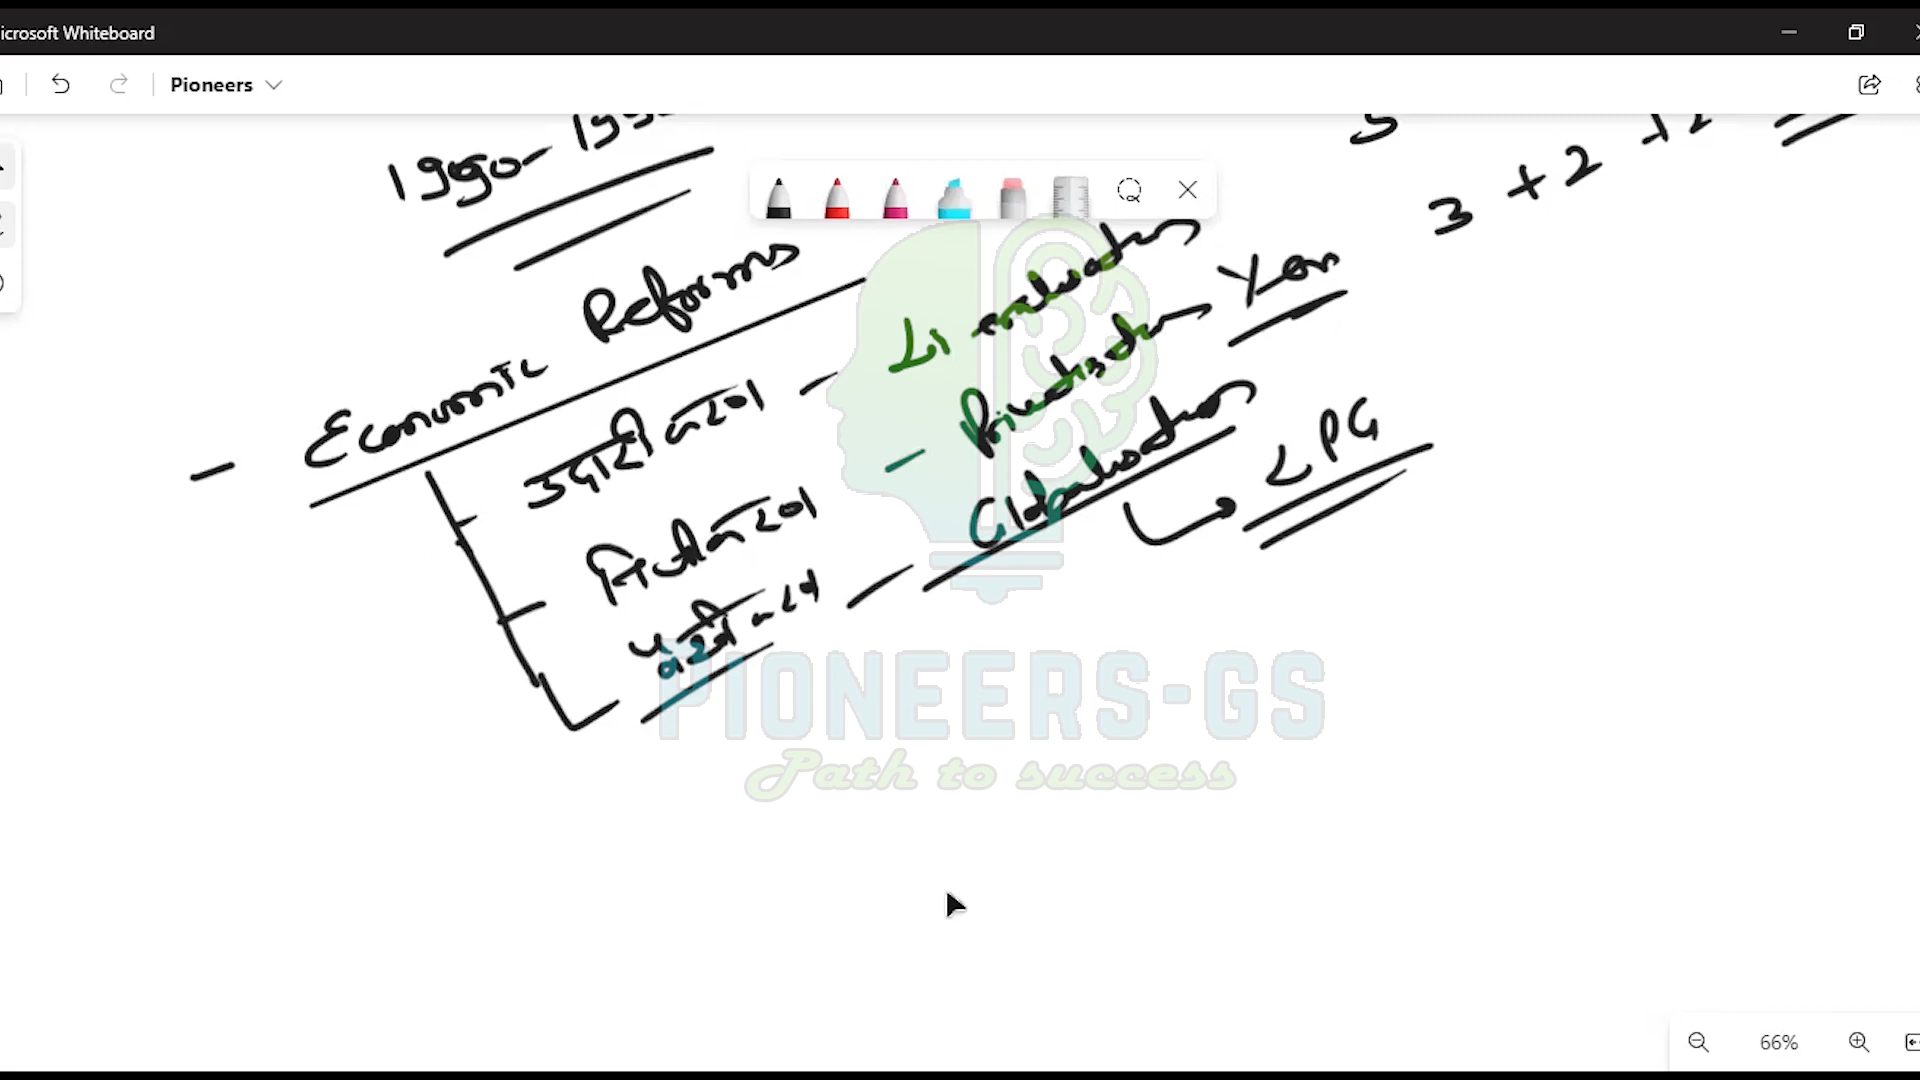 Microsoft Whiteboard
Pioneers
3 + 2 + 2
Economic Reforms
उदारीकरण - Liberalisation
निजीकरण - Privatisation
वैश्वीकरण - Globalisation
LPG
PIONEERS-GS
Path to success
66%